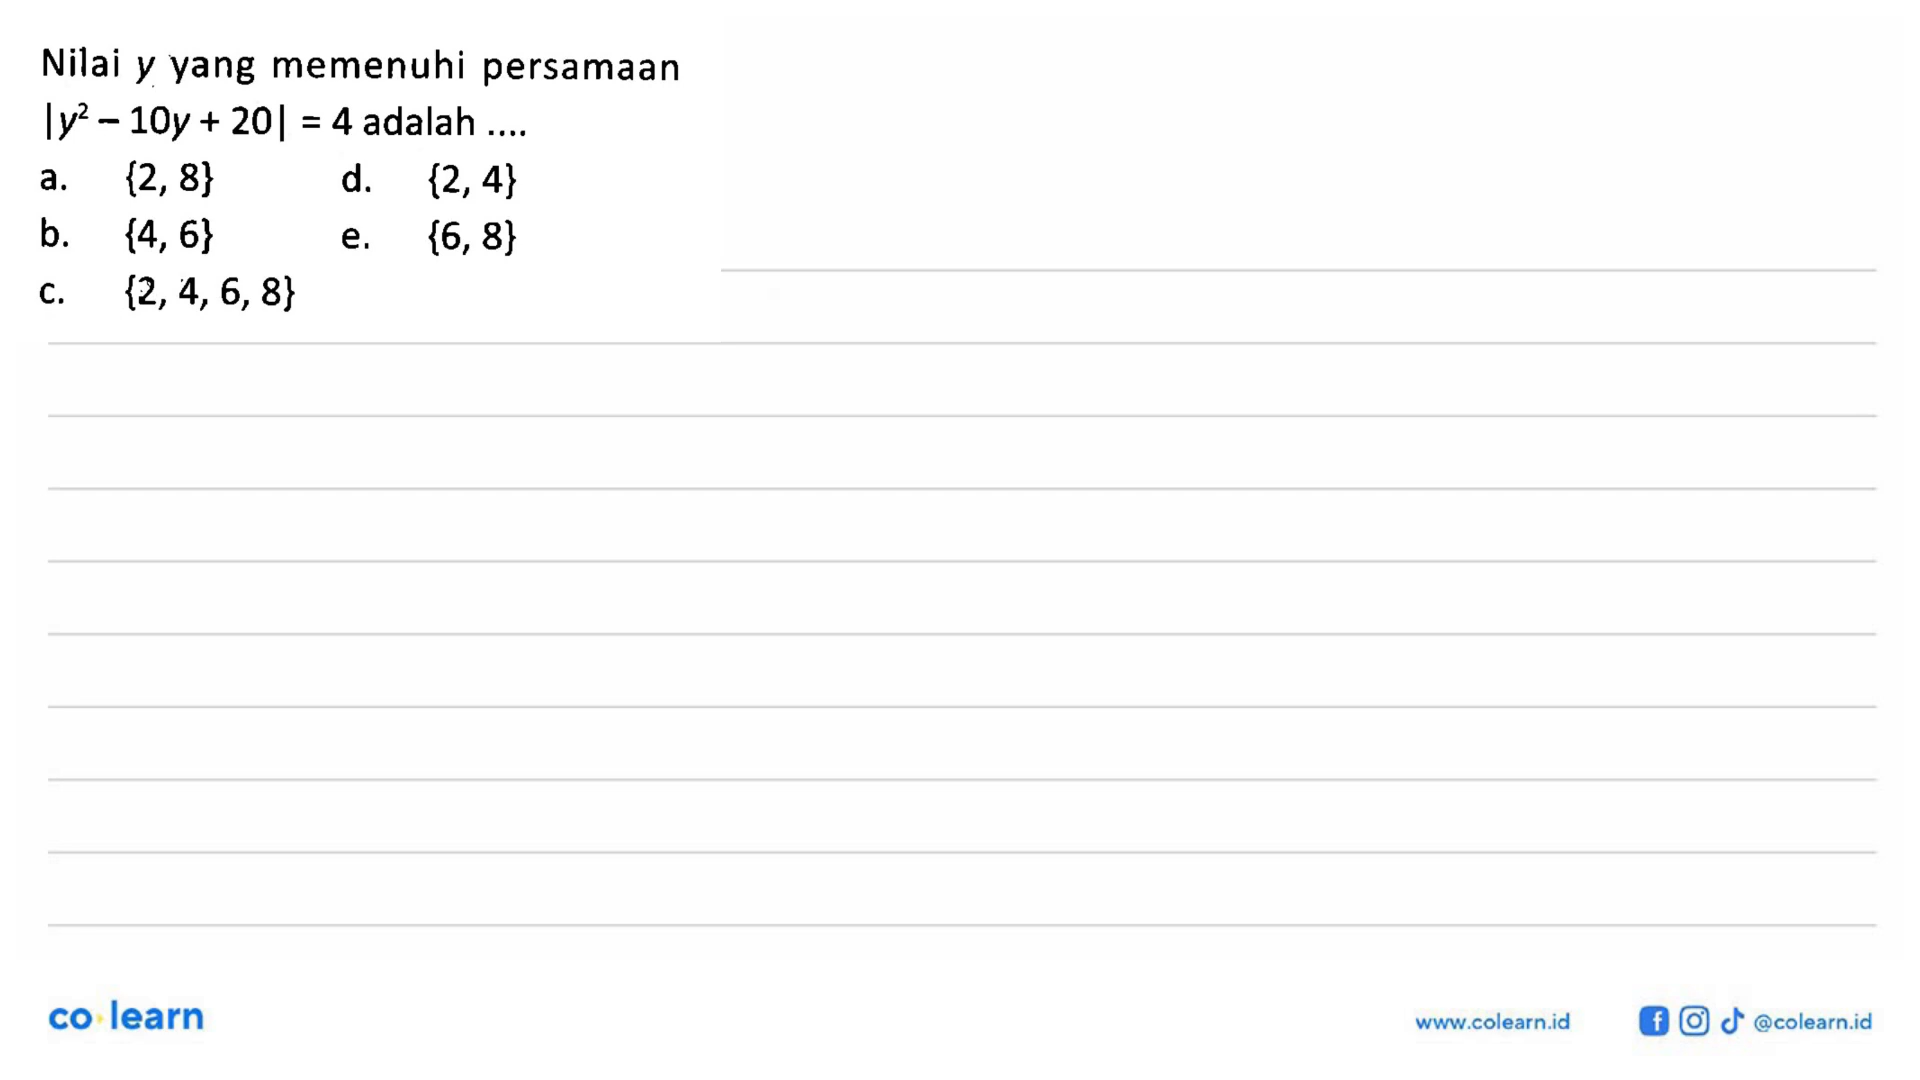 Nilai y yang memenuhi persamaan
|y² – 10y + 20| = 4 adalah ....
a. {2, 8} d. {2, 4}
b. {4, 6} e. {6, 8}
c. {2, 4, 6, 8}
co learn
www.colearn.id @colearn.id